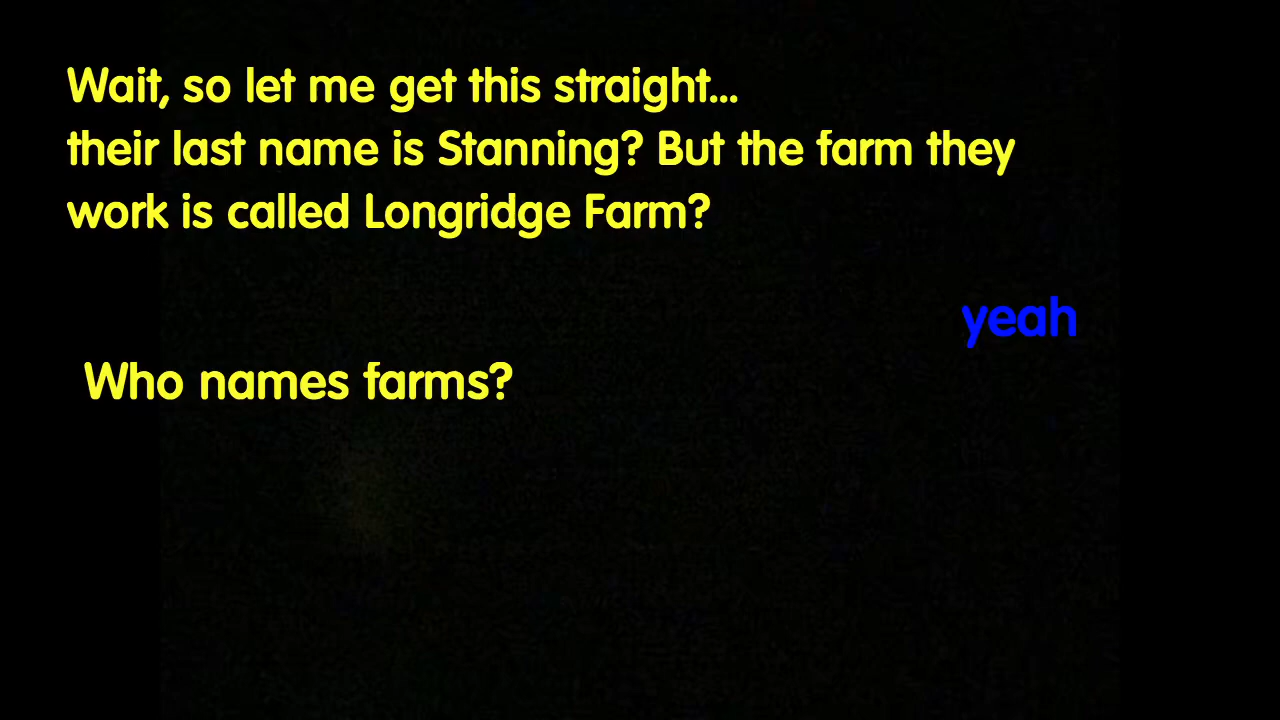 Wait, so let me get this straight...
their last name is Stanning? But the farm they
work is called Longridge Farm?
yeah
Who names farms?